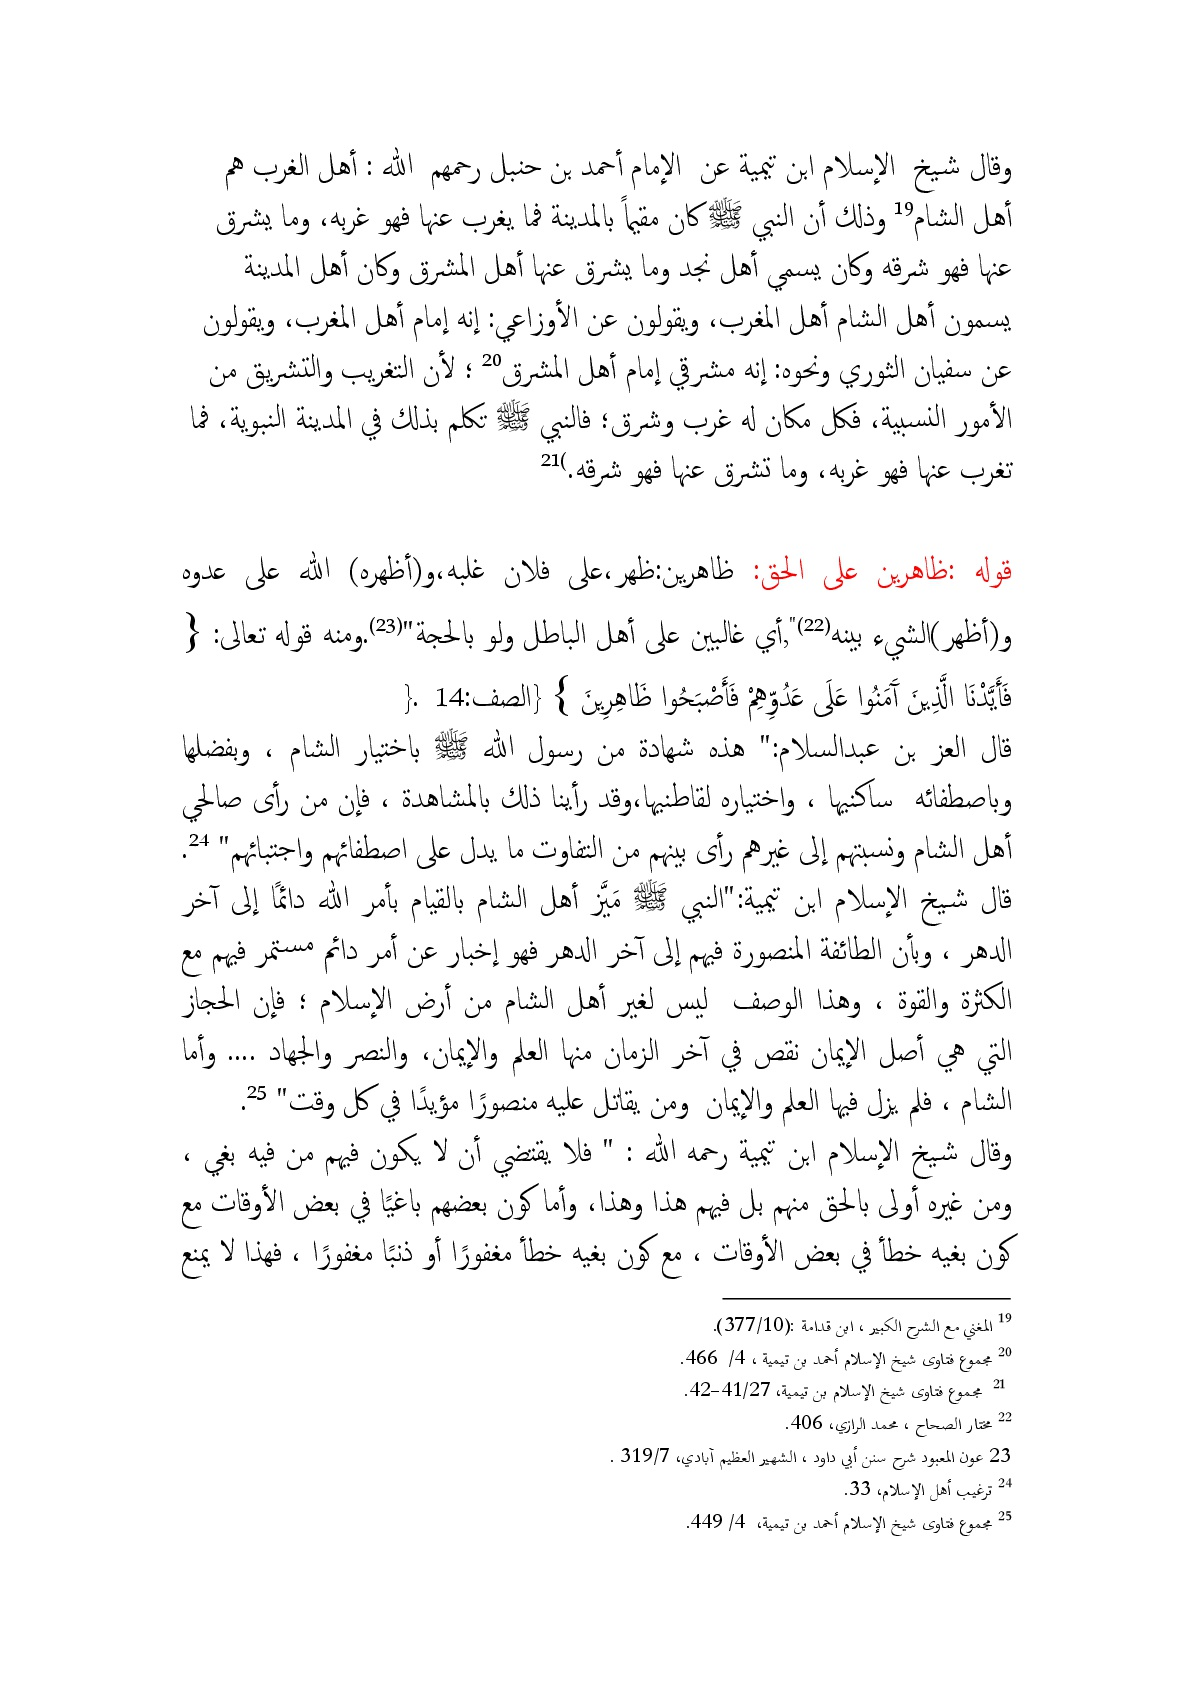 وقال شيخ الإسلام ابن تيمية عن الإمام أحمد بن حنبل رحمهم الله : أهل الغرب هم
أهل الشام19 وذلك أن النبي ﷺ كان مقيماً بالمدينة فما يغرب عنها فهو غربه، وما يشرق
عنها فهو شرقه وكان يسمي أهل نجد وما يشرق عنها أهل المشرق وكان أهل المدينة
يسمون أهل الشام أهل المغرب، ويقولون عن الأوزاعي: إنه إمام أهل المغرب، ويقولون
عن سفيان الثوري ونحوه: إنه مشرقي إمام أهل المشرق20 ؛ لأن التغريب والتشريق من
الأمور النسبية، فكل مكان له غرب وشرق؛ فالنبي ﷺ تكلم بذلك في المدينة النبوية، فما
تغرب عنها فهو غربه، وما تشرق عنها فهو شرقه.)21
قوله :ظاهرين على الحق: ظاهرين:ظهر،على فلان غلبه،و(أظهره) الله على عدوه
و(أظهر)الشيء بينه(22)",أي غالبين على أهل الباطل ولو بالحجة"(23).ومنه قوله تعالى: {
فَأَيَّدْنَا الَّذِينَ آَمَنُوا عَلَى عَدُوِّهِمْ فَأَصْبَحُوا ظَاهِرِينَ } {الصف:14 .{
قال العز بن عبدالسلام:" هذه شهادة من رسول الله ﷺ باختيار الشام ، وبفضلها
وباصطفائه ساكنيها ، واختياره لقاطنيها،وقد رأينا ذلك بالمشاهدة ، فإن من رأى صالحي
أهل الشام ونسبتهم إلى غيرهم رأى بينهم من التفاوت ما يدل على اصطفائهم واجتبائهم" 24.
قال شيخ الإسلام ابن تيمية:"النبي ﷺ مَيَّز أهل الشام بالقيام بأمر الله دائمًا إلى آخر
الدهر ، وبأن الطائفة المنصورة فيهم إلى آخر الدهر فهو إخبار عن أمر دائم مستمر فيهم مع
الكثرة والقوة ، وهذا الوصف ليس لغير أهل الشام من أرض الإسلام ؛ فإن الحجاز
التي هي أصل الإيمان نقص في آخر الزمان منها العلم والإيمان، والنصر والجهاد .... وأما
الشام ، فلم يزل فيها العلم والإيمان ومن يقاتل عليه منصورًا مؤيدًا في كل وقت" 25.
وقال شيخ الإسلام ابن تيمية رحمه الله : " فلا يقتضي أن لا يكون فيهم من فيه بغي ،
ومن غيره أولى بالحق منهم بل فيهم هذا وهذا، وأما كون بعضهم باغيًا في بعض الأوقات مع
كون بغيه خطأ في بعض الأوقات ، مع كون بغيه خطأ مغفورًا أو ذنبًا مغفورًا ، فهذا لا يمنع
19 المغني مع الشرح الكبير ، ابن قدامة :(377/10).
20 مجموع فتاوى شيخ الإسلام أحمد بن تيمية ، 4/ 466.
21 مجموع فتاوى شيخ الإسلام بن تيمية، 41/27–42.
22 مختار الصحاح ، محمد الرازي، 406.
23 عون المعبود شرح سنن أبي داود ، الشهير العظيم آبادي، 319/7 .
24 ترغيب أهل الإسلام، 33.
25 مجموع فتاوى شيخ الإسلام أحمد بن تيمية، 4/ 449.